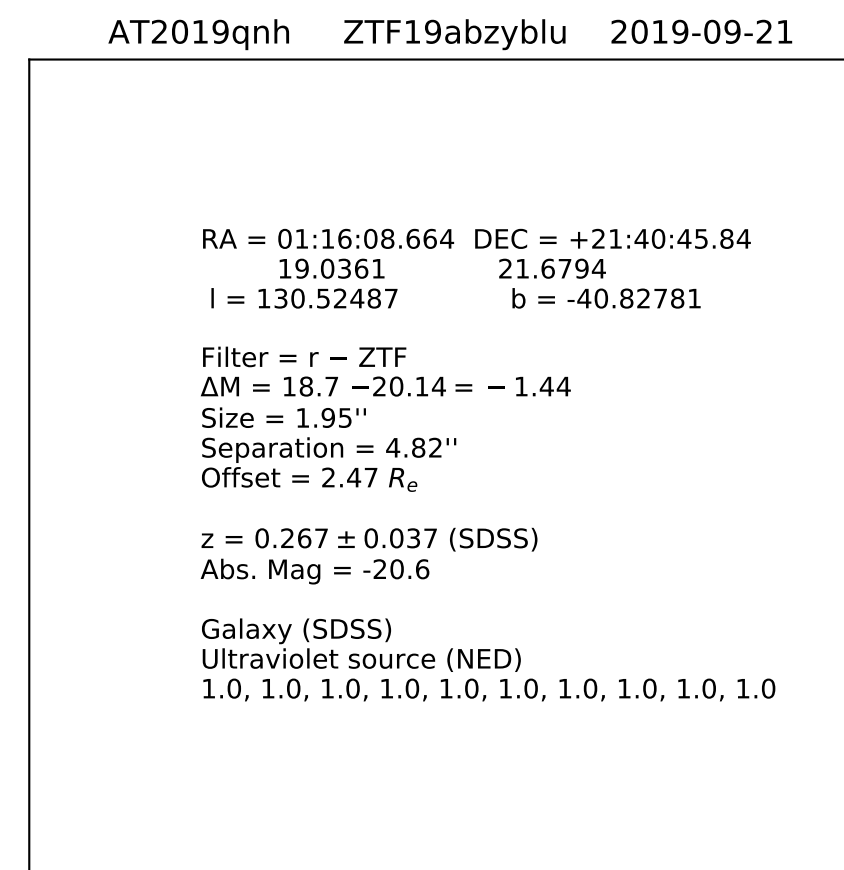 AT2019qnh ZTF19abzyblu 2019-09-21
RA = 01:16:08.664 DEC = +21:40:45.84
19.0361 21.6794
l = 130.52487 b = -40.82781
Filter = r − ZTF
ΔM = 18.7 −20.14 = − 1.44
Size = 1.95''
Separation = 4.82''
Offset = 2.47 Re
z = 0.267 ± 0.037 (SDSS)
Abs. Mag = -20.6
Galaxy (SDSS)
Ultraviolet source (NED)
1.0, 1.0, 1.0, 1.0, 1.0, 1.0, 1.0, 1.0, 1.0, 1.0